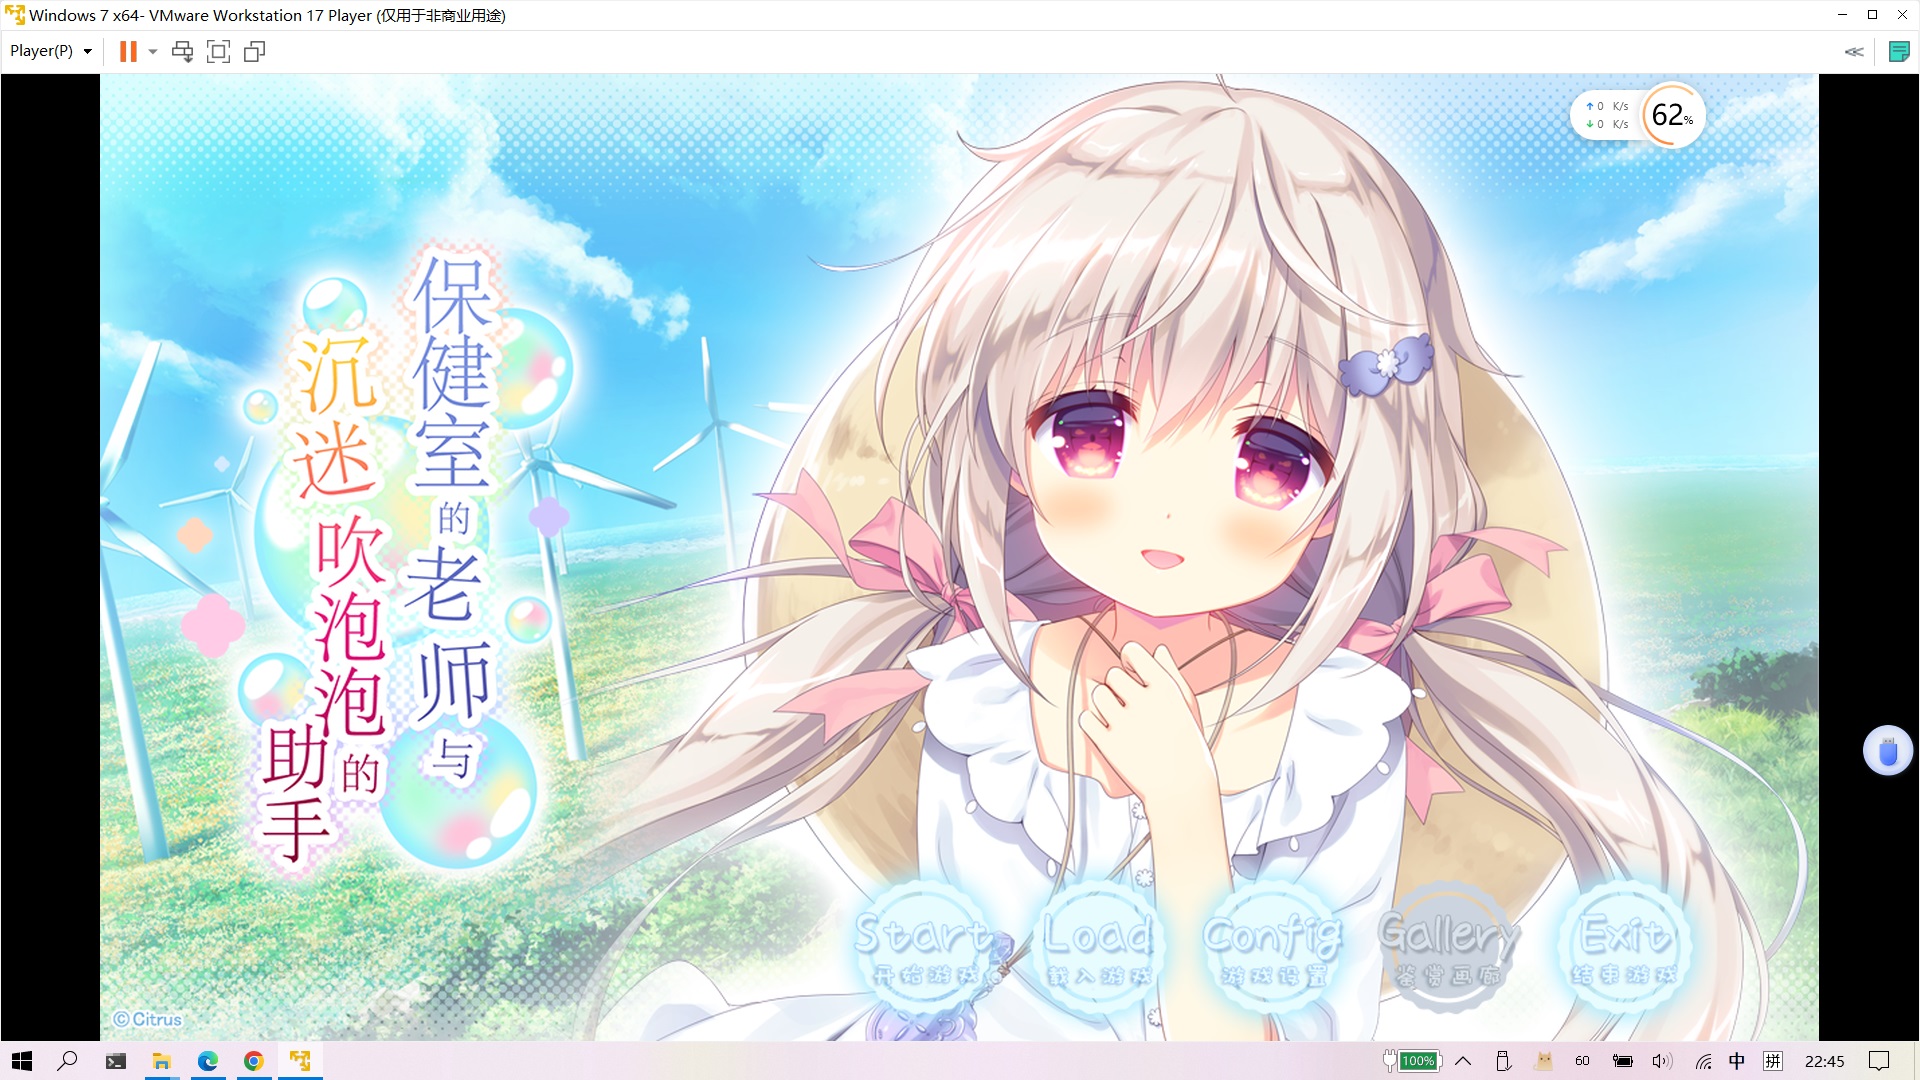 Windows 7 x64- VMware Workstation 17 Player (仅用于非商业用途)
Player(P)
0 K/s
0 K/s
62%
保健室的老师与
沉迷吹泡泡的助手
Start
开始游戏
Load
载入游戏
Config
游戏设置
Gallery
鉴赏画廊
Exit
结束游戏
©Citrus
100%
60
中
拼
22:45